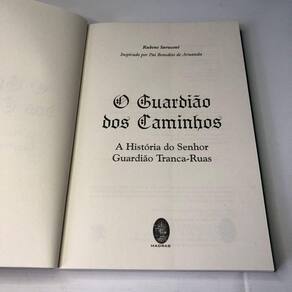 Rubens Saraceni
Inspirado por Pai Benedito de Aruanda
O Guardião
dos Caminhos
A História do Senhor
Guardião Tranca-Ruas
MADRAS